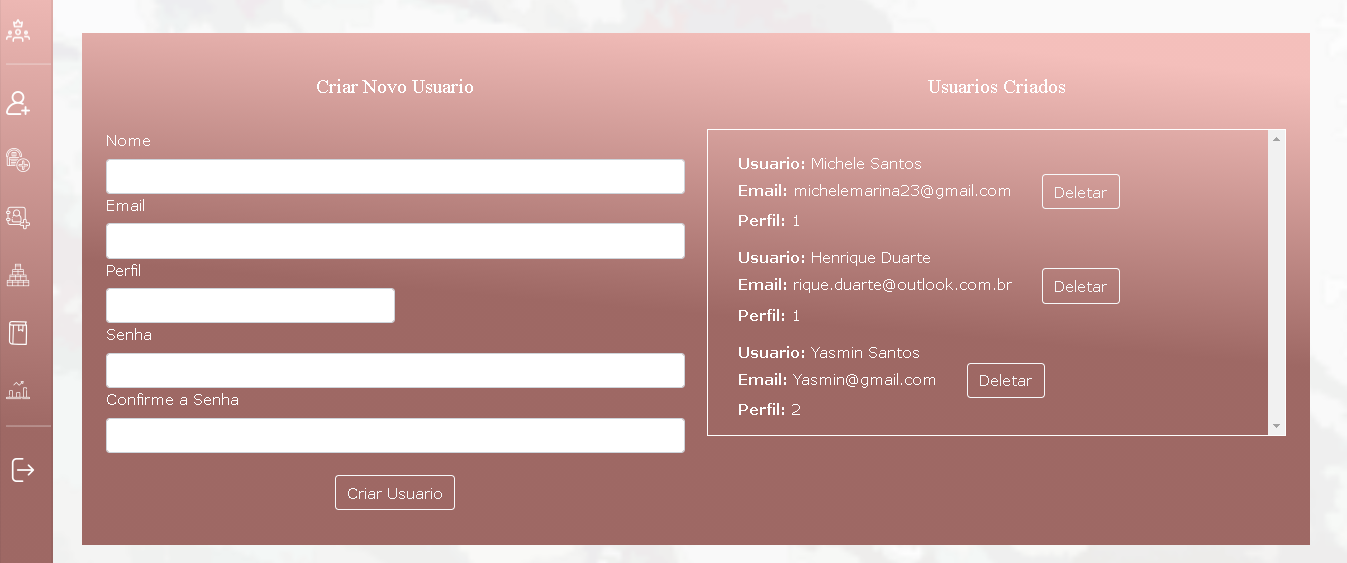 Criar Novo Usuario
Nome
Email
Perfil
Senha
Confirme a Senha
Criar Usuario
Usuarios Criados
Usuario: Michele Santos
Email: michelemarina23@gmail.com
Perfil: 1
Deletar
Usuario: Henrique Duarte
Email: rique.duarte@outlook.com.br
Perfil: 1
Deletar
Usuario: Yasmin Santos
Email: Yasmin@gmail.com
Perfil: 2
Deletar